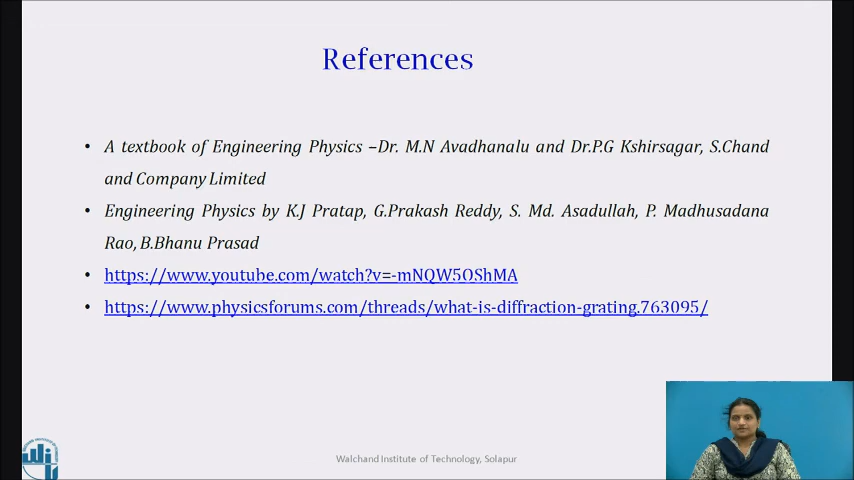 References
• A textbook of Engineering Physics –Dr. M.N Avadhanalu and Dr.P.G Kshirsagar, S.Chand
and Company Limited
• Engineering Physics by K.J Pratap, G.Prakash Reddy, S. Md. Asadullah, P. Madhusadana
Rao, B.Bhanu Prasad
• https://www.youtube.com/watch?v=-mNQW5OShMA
• https://www.physicsforums.com/threads/what-is-diffraction-grating.763095/
Walchand Institute of Technology, Solapur